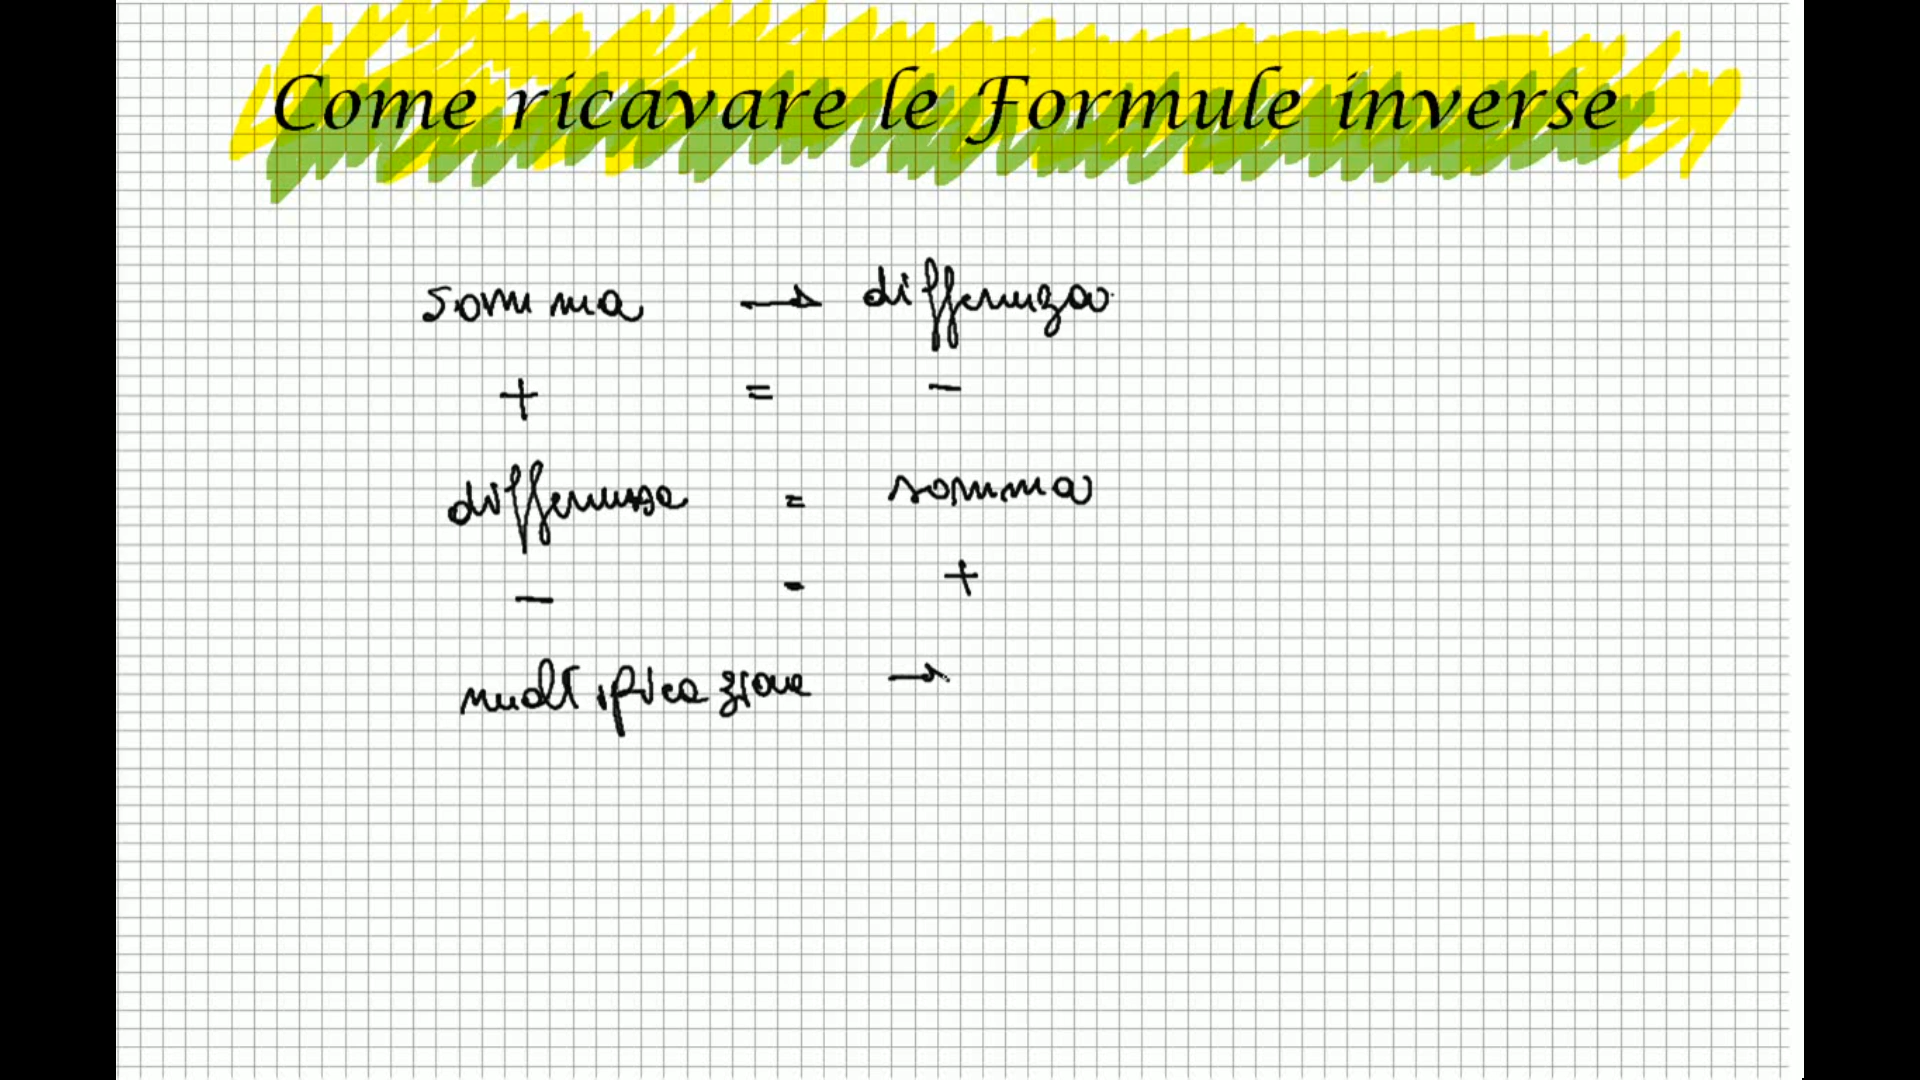 Come ricavare le Formule inverse
somma → differenza
+ = -
differenza = somma
- = +
moltiplicazione →